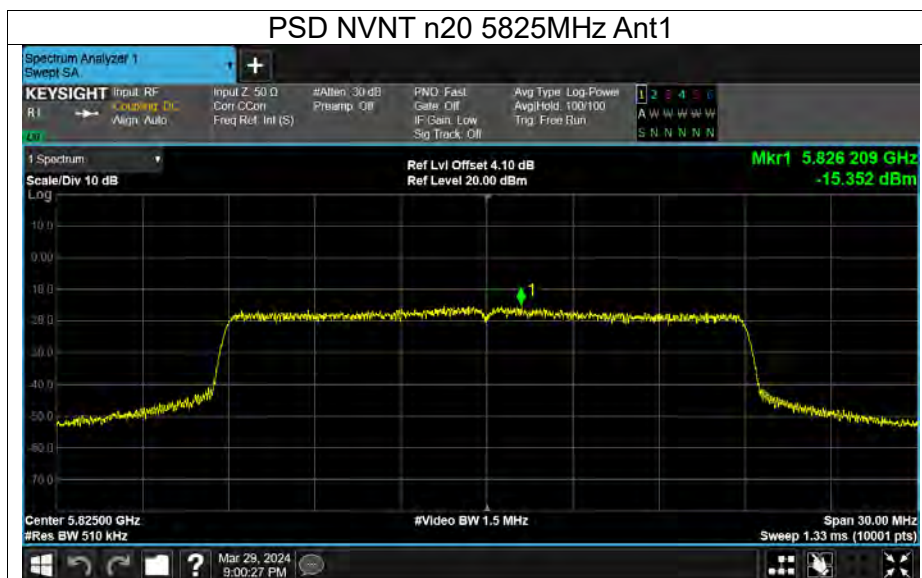 PSD NVNT n20 5825MHz Ant1
Spectrum Analyzer 1
Swept SA
+
KEYSIGHT Input: RF
Coupling: DC
Align: Auto
Input Z: 50 Ω
Corr CCorr
Freq Ref: Int (S)
#Atten: 30 dB
Preamp: Off
PNO: Fast
Gate: Off
IF Gain: Low
Sig Track: Off
Avg Type: Log-Power
Avg|Hold: 100/100
Trig: Free Run
1 2 3 4 5 6
A W W W W W
S N N N N N
1 Spectrum
Scale/Div 10 dB
Ref Lvl Offset 4.10 dB
Ref Level 20.00 dBm
Mkr1 5.826 209 GHz
-15.352 dBm
Log
10.0
0.00
-10.0
-20.0
-30.0
-40.0
-50.0
-60.0
-70.0
1
Center 5.82500 GHz
#Res BW 510 kHz
#Video BW 1.5 MHz
Span 30.00 MHz
Sweep 1.33 ms (10001 pts)
?
Mar 29, 2024
9:00:27 PM